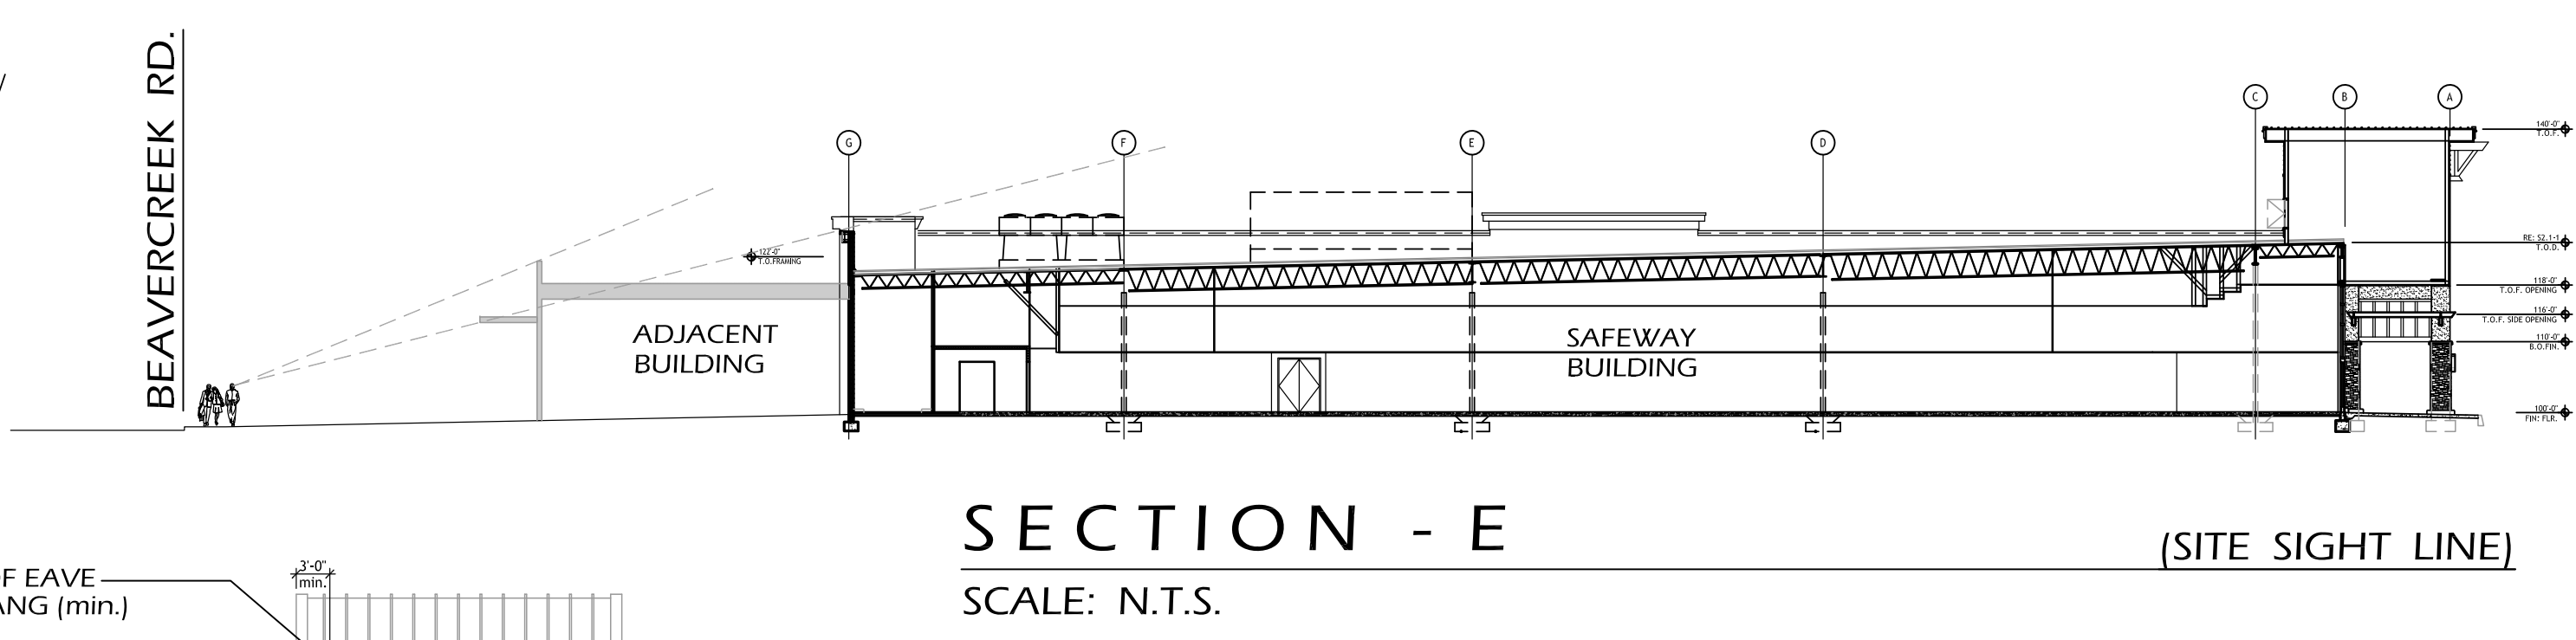 BEAVERCREEK RD.
G
F
E
D
C
B
A
140'-0"
T.O.F.
RE: S2.1-1
T.O.D.
122'-0"
T.O.FRAMING
118'-0"
T.O.F. OPENING
116'-0"
T.O.F. SIDE OPENING
110'-0"
B.O.FIN.
100'-0"
FIN: FLR.
ADJACENT
BUILDING
SAFEWAY
BUILDING
SECTION - E
(SITE SIGHT LINE)
SCALE: N.T.S.
EAVE
(min.)
3'-0"
min.